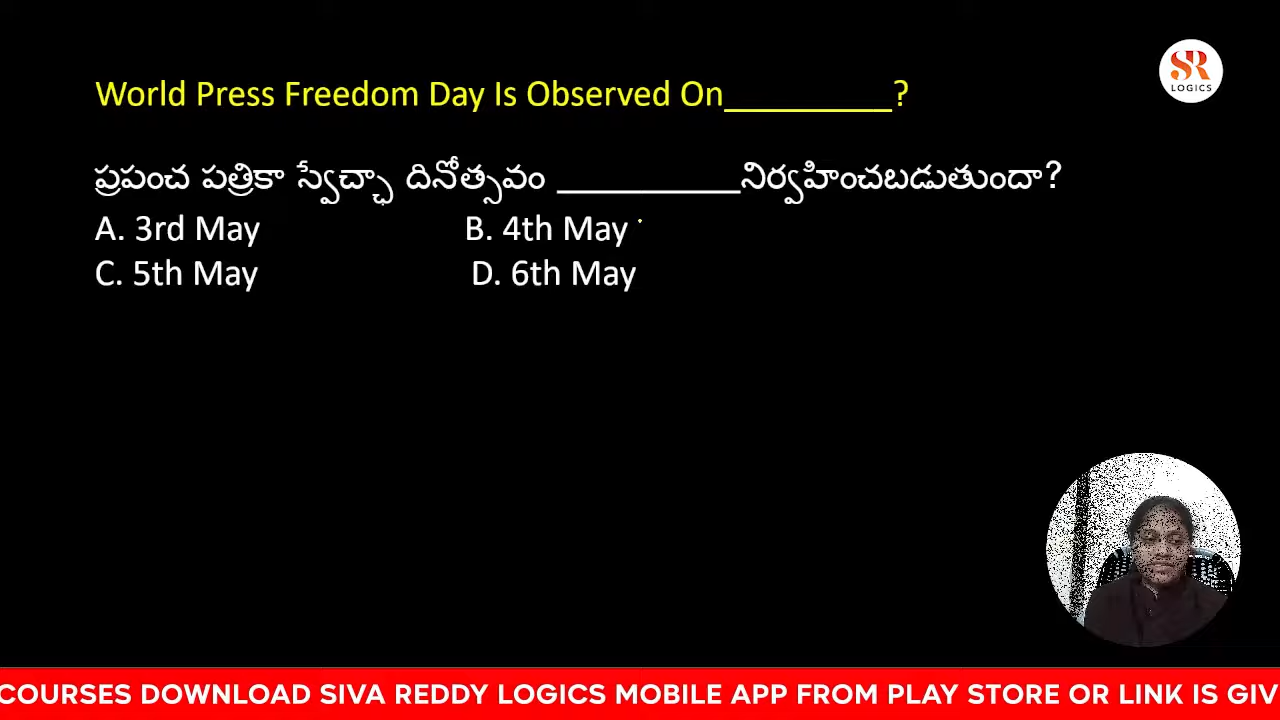 World Press Freedom Day Is Observed On_________?
SR
LOGICS
ప్రపంచ పత్రికా స్వేచ్ఛా దినోత్సవం __________నిర్వహించబడుతుందా?
A. 3rd May B. 4th May
C. 5th May D. 6th May
COURSES DOWNLOAD SIVA REDDY LOGICS MOBILE APP FROM PLAY STORE OR LINK IS GIV